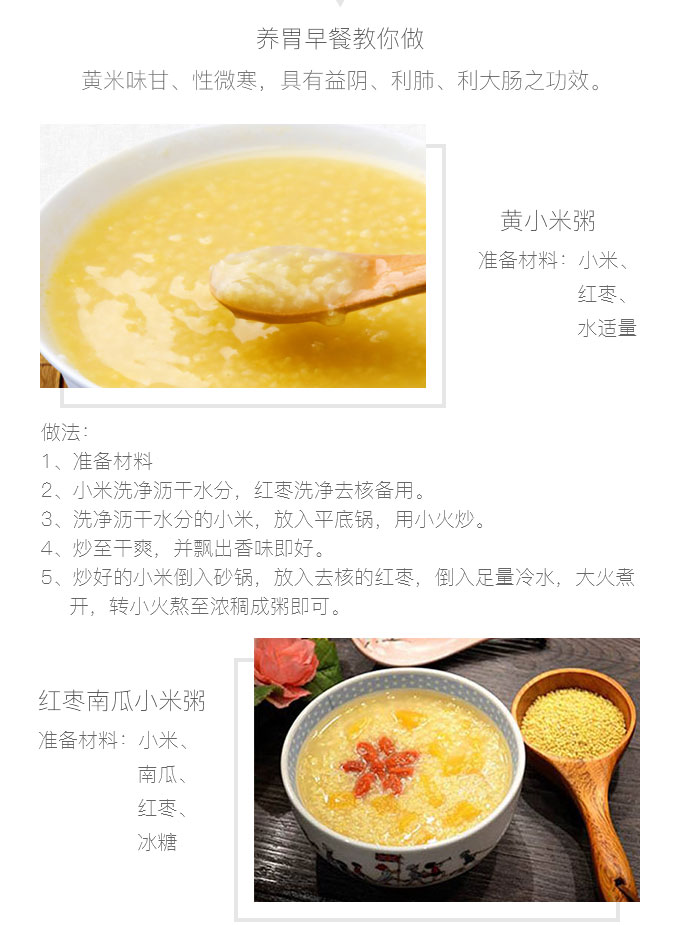 养胃早餐教你做
黄米味甘、性微寒，具有益阴、利肺、利大肠之功效。
黄小米粥
准备材料：小米、
红枣、
水适量
做法：
1、准备材料
2、小米洗净沥干水分，红枣洗净去核备用。
3、洗净沥干水分的小米，放入平底锅，用小火炒。
4、炒至干爽，并飘出香味即好。
5、炒好的小米倒入砂锅，放入去核的红枣，倒入足量冷水，大火煮
开，转小火熬至浓稠成粥即可。
红枣南瓜小米粥
准备材料：小米、
南瓜、
红枣、
冰糖